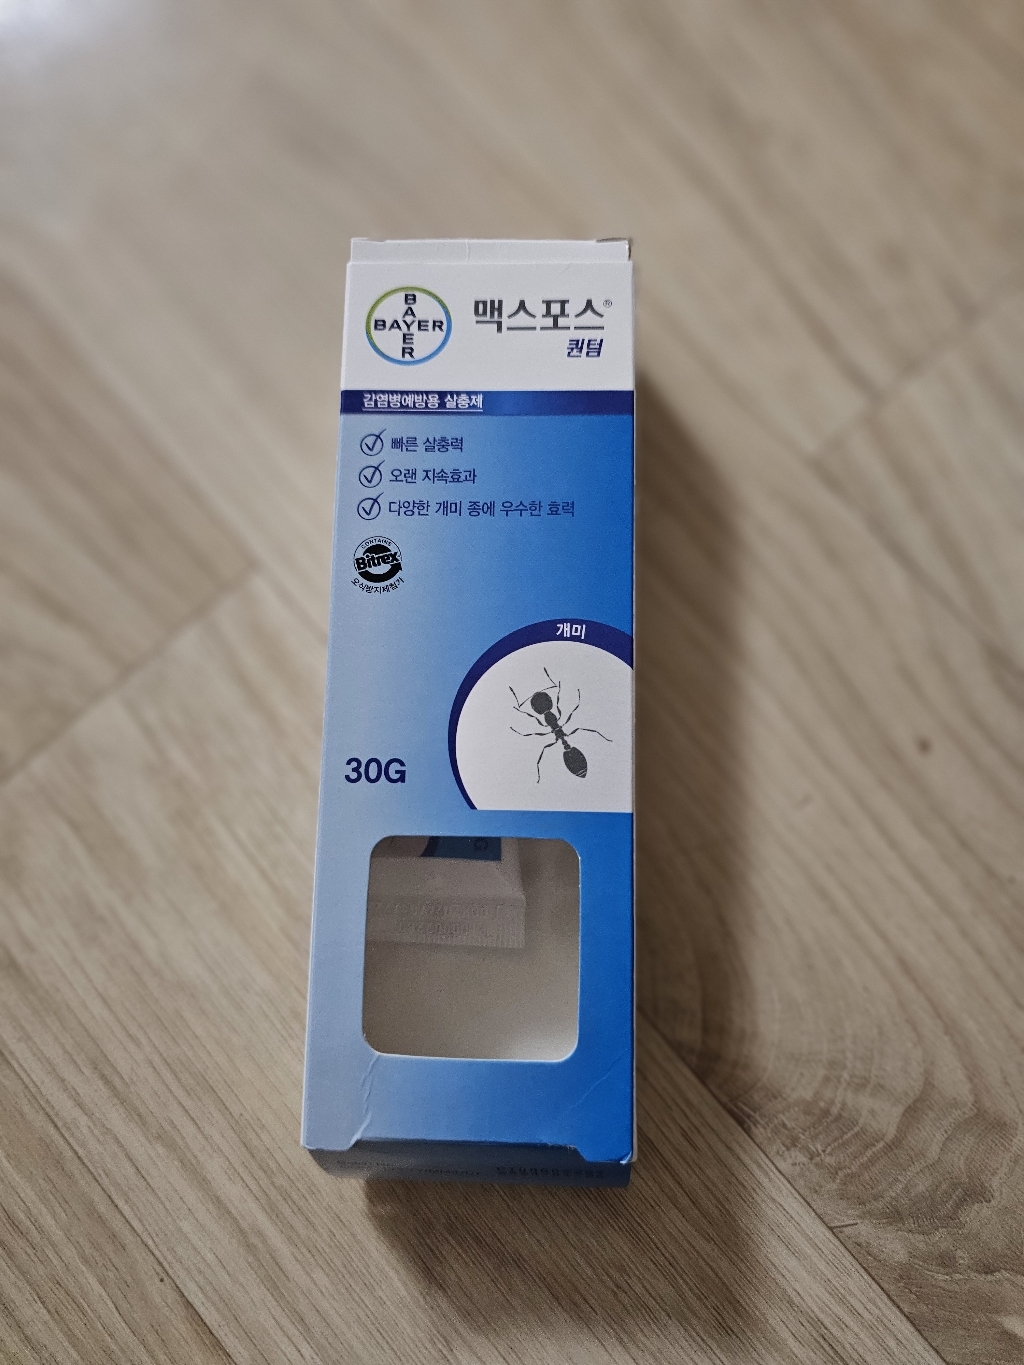 BAYER
BAYER
맥스포스®
퀀텀
감염병예방용 살충제
빠른 살충력
오랜 지속효과
다양한 개미 종에 우수한 효력
CONTAINS
Bitrex
오식방지제첨가
개미
30G
G